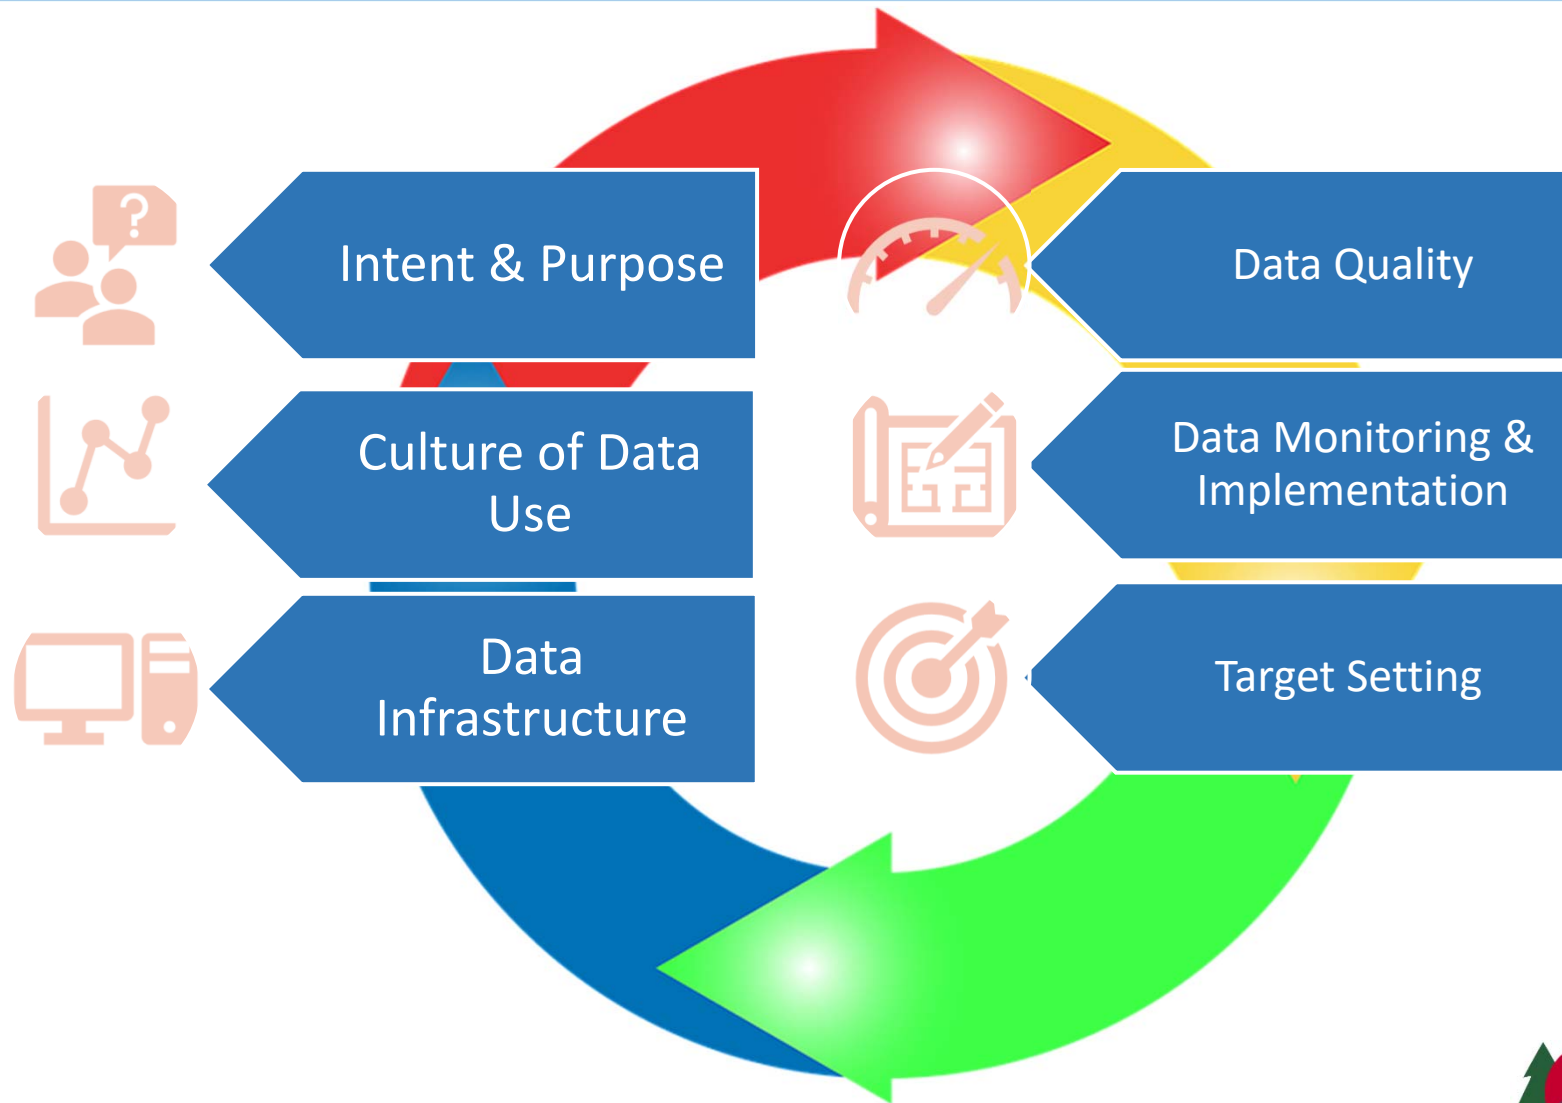 ?
Intent & Purpose
Culture of Data
Use
Data
Infrastructure
Data Quality
Data Monitoring &
Implementation
Target Setting